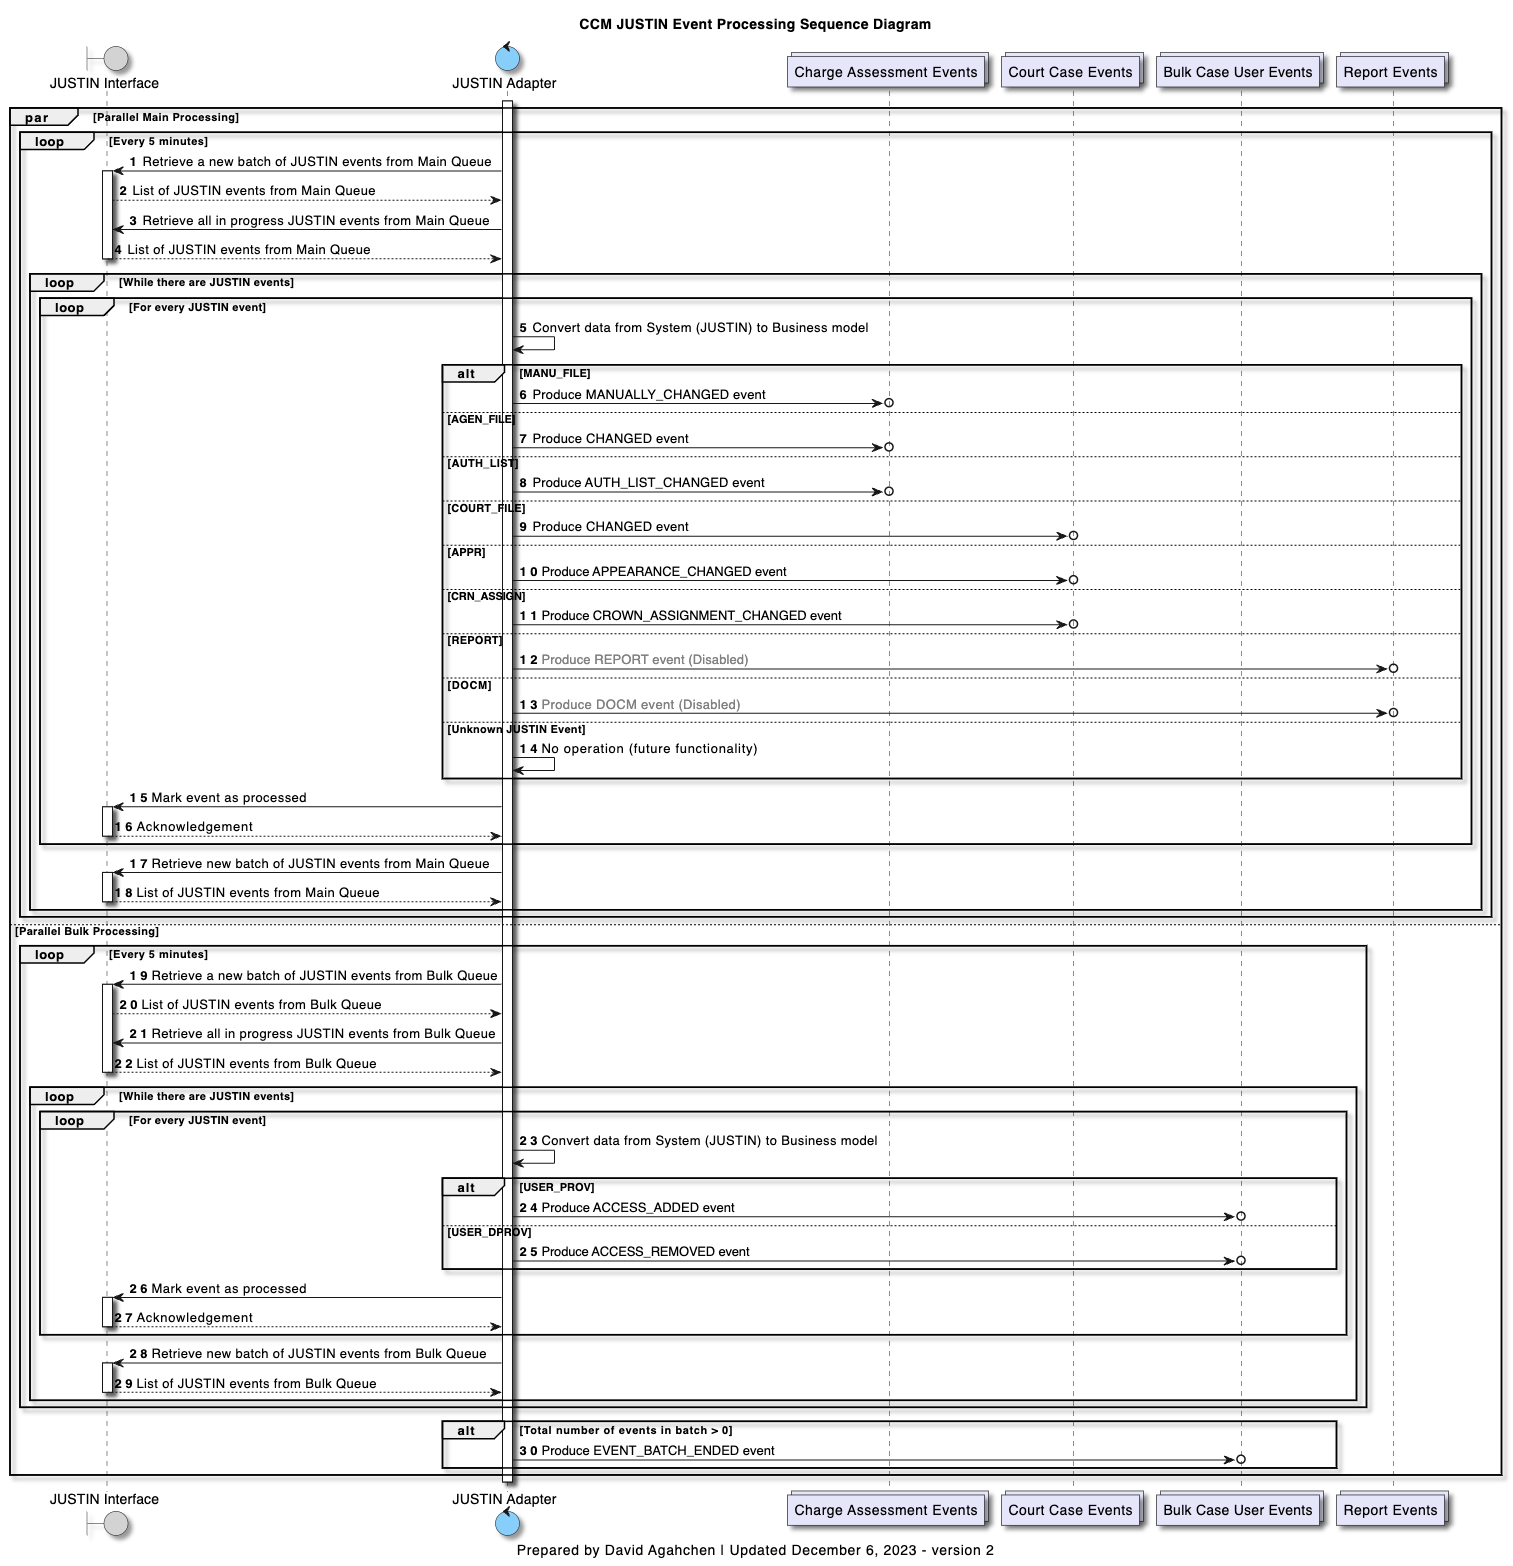 CCM JUSTIN Event Processing Sequence Diagram
JUSTIN Interface
JUSTIN Adapter
Charge Assessment Events
Court Case Events
Bulk Case User Events
Report Events
par [Parallel Main Processing]
loop [Every 5 minutes]
1 Retrieve a new batch of JUSTIN events from Main Queue
2 List of JUSTIN events from Main Queue
3 Retrieve all in progress JUSTIN events from Main Queue
4 List of JUSTIN events from Main Queue
loop [While there are JUSTIN events]
loop [For every JUSTIN event]
5 Convert data from System (JUSTIN) to Business model
alt [MANU_FILE]
6 Produce MANUALLY_CHANGED event
[AGEN_FILE]
7 Produce CHANGED event
[AUTH_LIST]
8 Produce AUTH_LIST_CHANGED event
[COURT_FILE]
9 Produce CHANGED event
[APPR]
10 Produce APPEARANCE_CHANGED event
[CRN_ASSIGN]
11 Produce CROWN_ASSIGNMENT_CHANGED event
[REPORT]
12 Produce REPORT event (Disabled)
[DOCM]
13 Produce DOCM event (Disabled)
[Unknown JUSTIN Event]
14 No operation (future functionality)
15 Mark event as processed
16 Acknowledgement
17 Retrieve new batch of JUSTIN events from Main Queue
18 List of JUSTIN events from Main Queue
[Parallel Bulk Processing]
loop [Every 5 minutes]
19 Retrieve a new batch of JUSTIN events from Bulk Queue
20 List of JUSTIN events from Bulk Queue
21 Retrieve all in progress JUSTIN events from Bulk Queue
22 List of JUSTIN events from Bulk Queue
loop [While there are JUSTIN events]
loop [For every JUSTIN event]
23 Convert data from System (JUSTIN) to Business model
alt [USER_PROV]
24 Produce ACCESS_ADDED event
[USER_DPROV]
25 Produce ACCESS_REMOVED event
26 Mark event as processed
27 Acknowledgement
28 Retrieve new batch of JUSTIN events from Bulk Queue
29 List of JUSTIN events from Bulk Queue
alt [Total number of events in batch > 0]
30 Produce EVENT_BATCH_ENDED event
JUSTIN Interface
JUSTIN Adapter
Charge Assessment Events
Court Case Events
Bulk Case User Events
Report Events
Prepared by David Agahchen | Updated December 6, 2023 - version 2